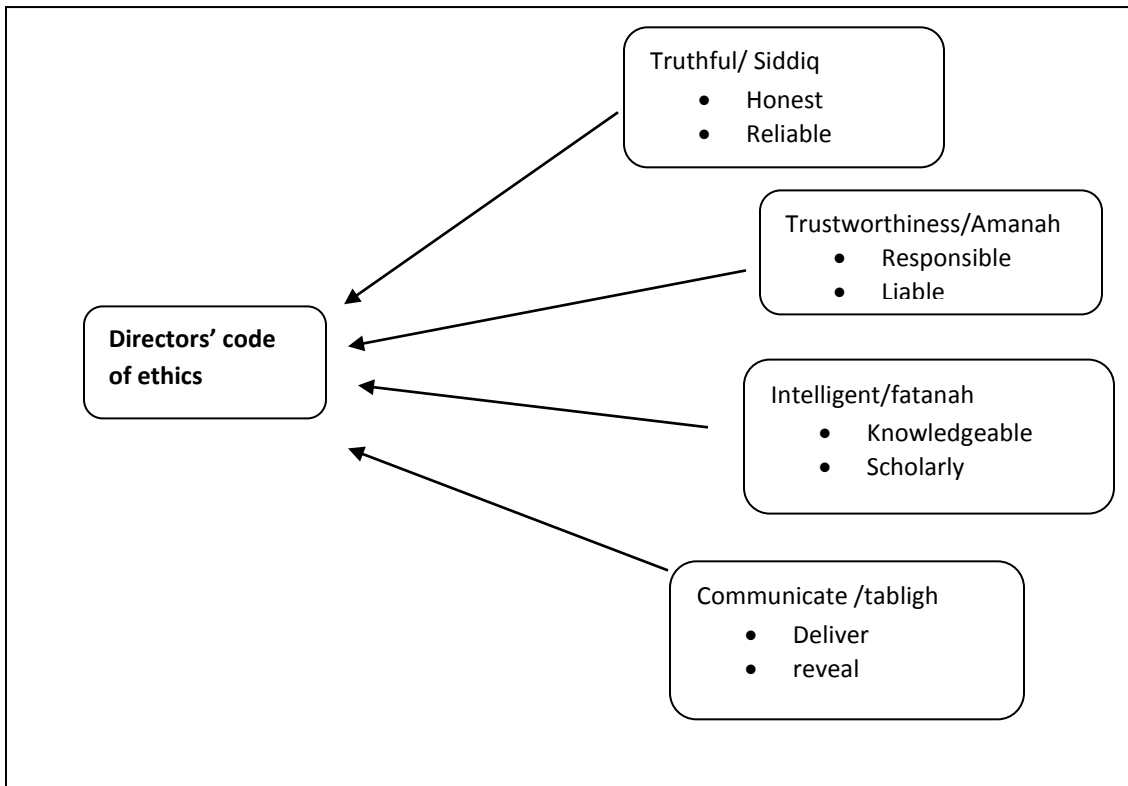 Truthful/ Siddiq
• Honest
• Reliable
Trustworthiness/Amanah
• Responsible
• Liable
Directors’ code
of ethics
Intelligent/fatanah
• Knowledgeable
• Scholarly
Communicate /tabligh
• Deliver
• reveal